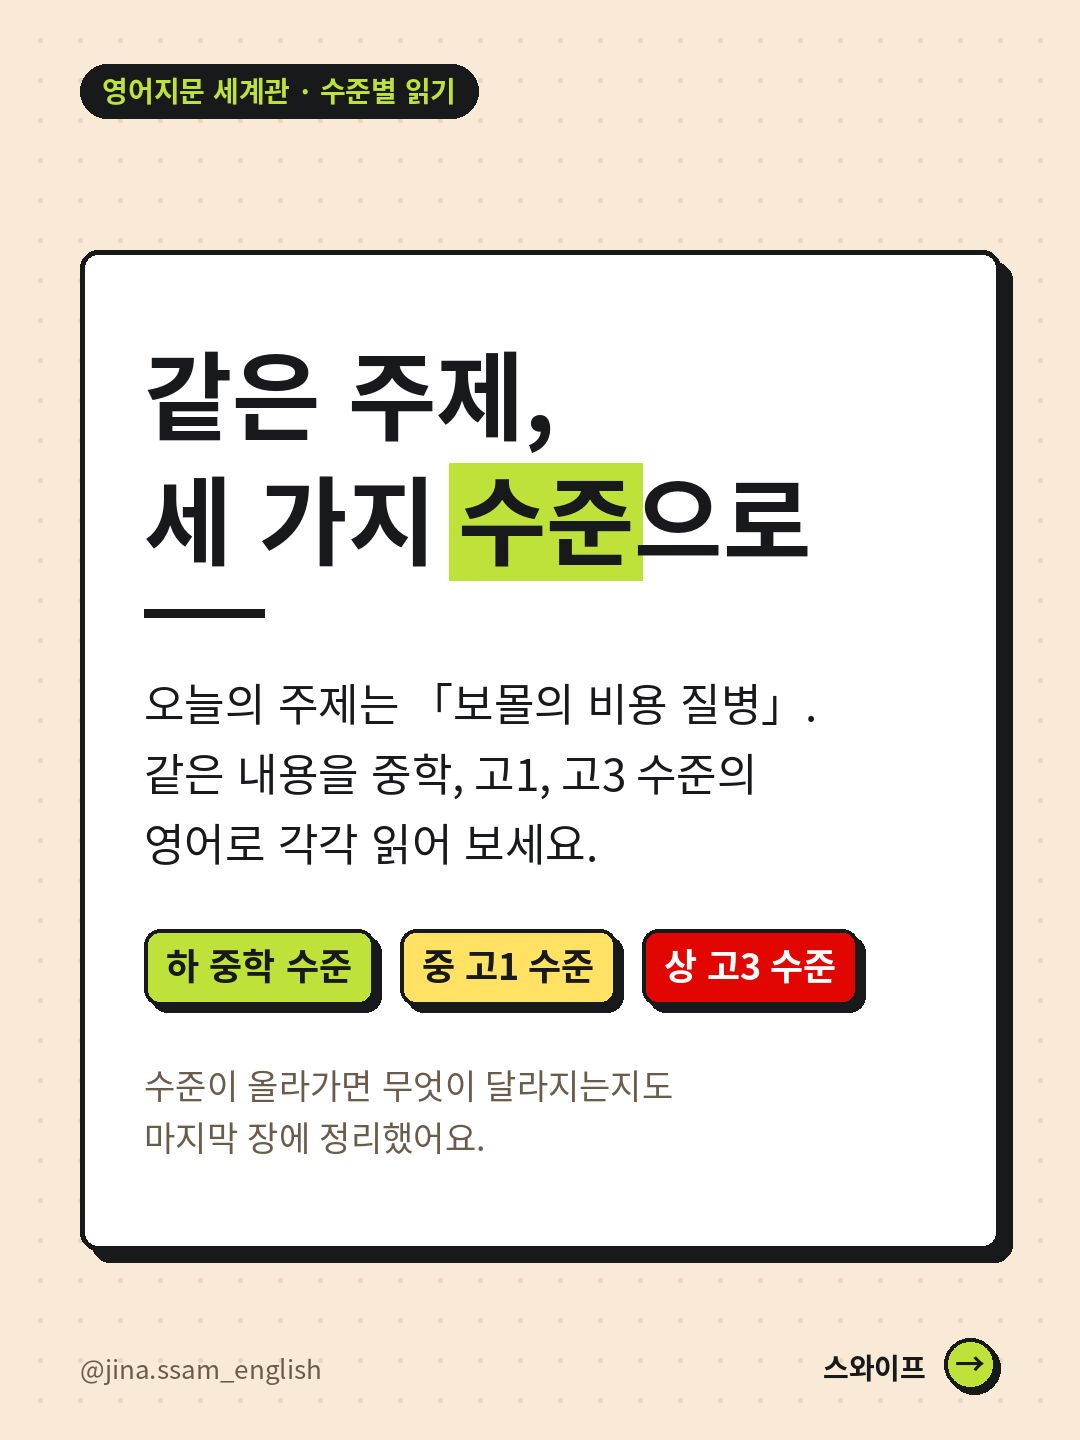 영어지문 세계관 · 수준별 읽기
같은 주제,
세 가지 수준으로
오늘의 주제는 「보몰의 비용 질병」.
같은 내용을 중학, 고1, 고3 수준의
영어로 각각 읽어 보세요.
하 중학 수준 중 고1 수준 상 고3 수준
수준이 올라가면 무엇이 달라지는지도
마지막 장에 정리했어요.
@jina.ssam_english 스와이프 →